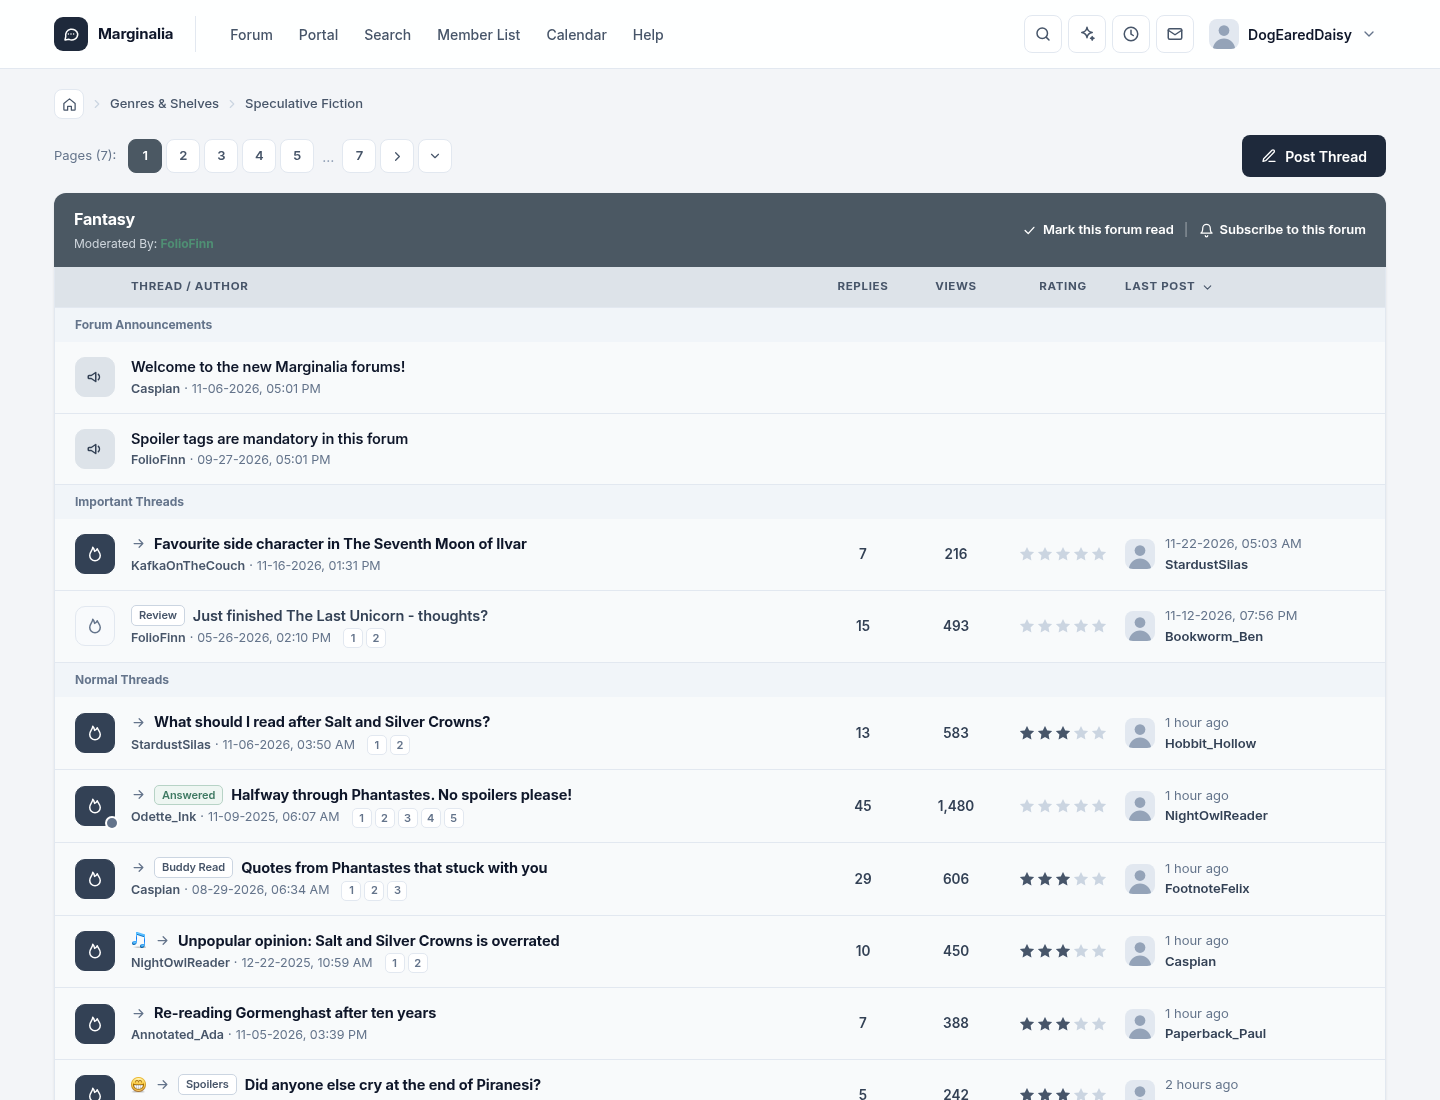 Marginalia
Forum Portal Search Member List Calendar Help
DogEaredDaisy
Genres & Shelves Speculative Fiction
Pages (7): 1 2 3 4 5 ... 7
Post Thread
Fantasy
Moderated By: FolioFinn
Mark this forum read | Subscribe to this forum
THREAD / AUTHOR REPLIES VIEWS RATING LAST POST
Forum Announcements
Welcome to the new Marginalia forums!
Caspian · 11-06-2026, 05:01 PM
Spoiler tags are mandatory in this forum
FolioFinn · 09-27-2026, 05:01 PM
Important Threads
→ Favourite side character in The Seventh Moon of Ilvar
KafkaOnTheCouch · 11-16-2026, 01:31 PM
7 216
11-22-2026, 05:03 AM
StardustSilas
Review Just finished The Last Unicorn - thoughts?
FolioFinn · 05-26-2026, 02:10 PM 1 2
15 493
11-12-2026, 07:56 PM
Bookworm_Ben
Normal Threads
→ What should I read after Salt and Silver Crowns?
StardustSilas · 11-06-2026, 03:50 AM 1 2
13 583
1 hour ago
Hobbit_Hollow
→ Answered Halfway through Phantastes. No spoilers please!
Odette_Ink · 11-09-2025, 06:07 AM 1 2 3 4 5
45 1,480
1 hour ago
NightOwlReader
→ Buddy Read Quotes from Phantastes that stuck with you
Caspian · 08-29-2026, 06:34 AM 1 2 3
29 606
1 hour ago
FootnoteFelix
→ Unpopular opinion: Salt and Silver Crowns is overrated
NightOwlReader · 12-22-2025, 10:59 AM 1 2
10 450
1 hour ago
Caspian
→ Re-reading Gormenghast after ten years
Annotated_Ada · 11-05-2026, 03:39 PM
7 388
1 hour ago
Paperback_Paul
→ Spoilers Did anyone else cry at the end of Piranesi?
5 242
2 hours ago